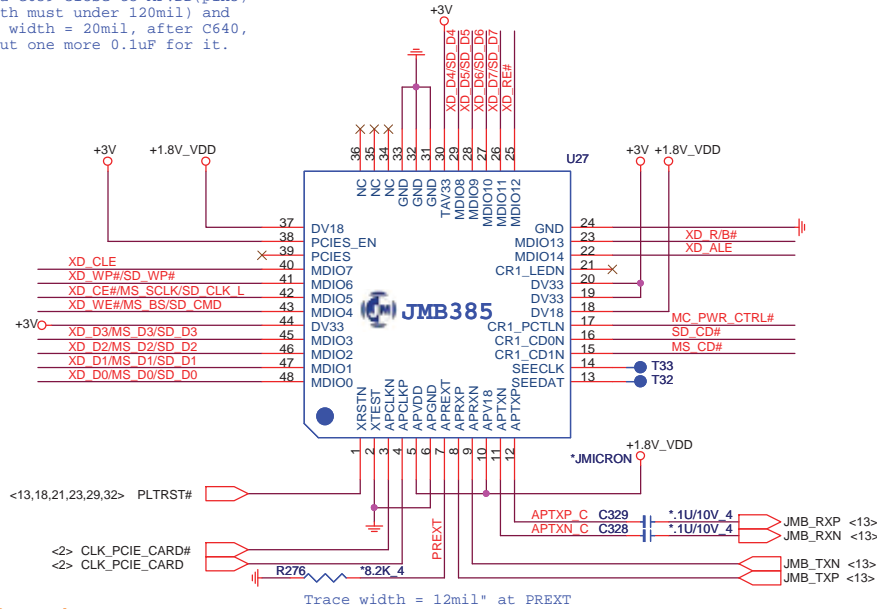 th must under 120mil) and
width = 20mil, after C640,
ut one more 0.1uF for it.
+3V
XD_D4/SD_D4
XD_D5/SD_D5
XD_D6/SD_D6
XD_D7/SD_D7
XD_RE#
36 35 34 33 32 31 30 29 28 27 26 25
NC NC NC GND GND GND TAV33 MDIO8 MDIO9 MDIO10 MDIO11 MDIO12
U27
+3V
+1.8V_VDD
+3V
+1.8V_VDD
37 DV18
38 PCIES_EN
39 PCIES
XD_CLE 40 MDIO7
XD_WP#/SD_WP# 41 MDIO6
XD_CE#/MS_SCLK/SD_CLK_L 42 MDIO5
XD_WE#/MS_BS/SD_CMD 43 MDIO4
+3V 44 DV33
XD_D3/MS_D3/SD_D3 45 MDIO3
XD_D2/MS_D2/SD_D2 46 MDIO2
XD_D1/MS_D1/SD_D1 47 MDIO1
XD_D0/MS_D0/SD_D0 48 MDIO0
JM JMB385
GND 24
MDIO13 23 XD_R/B#
MDIO14 22 XD_ALE
CR1_LEDN 21
DV33 20
DV33 19
DV18 18
CR1_PCTLN 17 MC_PWR_CTRL#
CR1_CD0N 16 SD_CD#
CR1_CD1N 15 MS_CD#
SEECLK 14 T33
SEEDAT 13 T32
XRSTN XTEST APCLKN APCLKP APVDD APGND APREXT APRXP APRXN APV18 APTXN APTXP
1 2 3 4 5 6 7 8 9 10 11 12
*JMICRON
+1.8V_VDD
<13,18,21,23,29,32> PLTRST#
APTXP_C C329 *.1U/10V_4 JMB_RXP <13>
APTXN_C C328 *.1U/10V_4 JMB_RXN <13>
<2> CLK_PCIE_CARD#
<2> CLK_PCIE_CARD
PREXT
JMB_TXN <13>
JMB_TXP <13>
R276 *8.2K_4
Trace width = 12mil" at PREXT